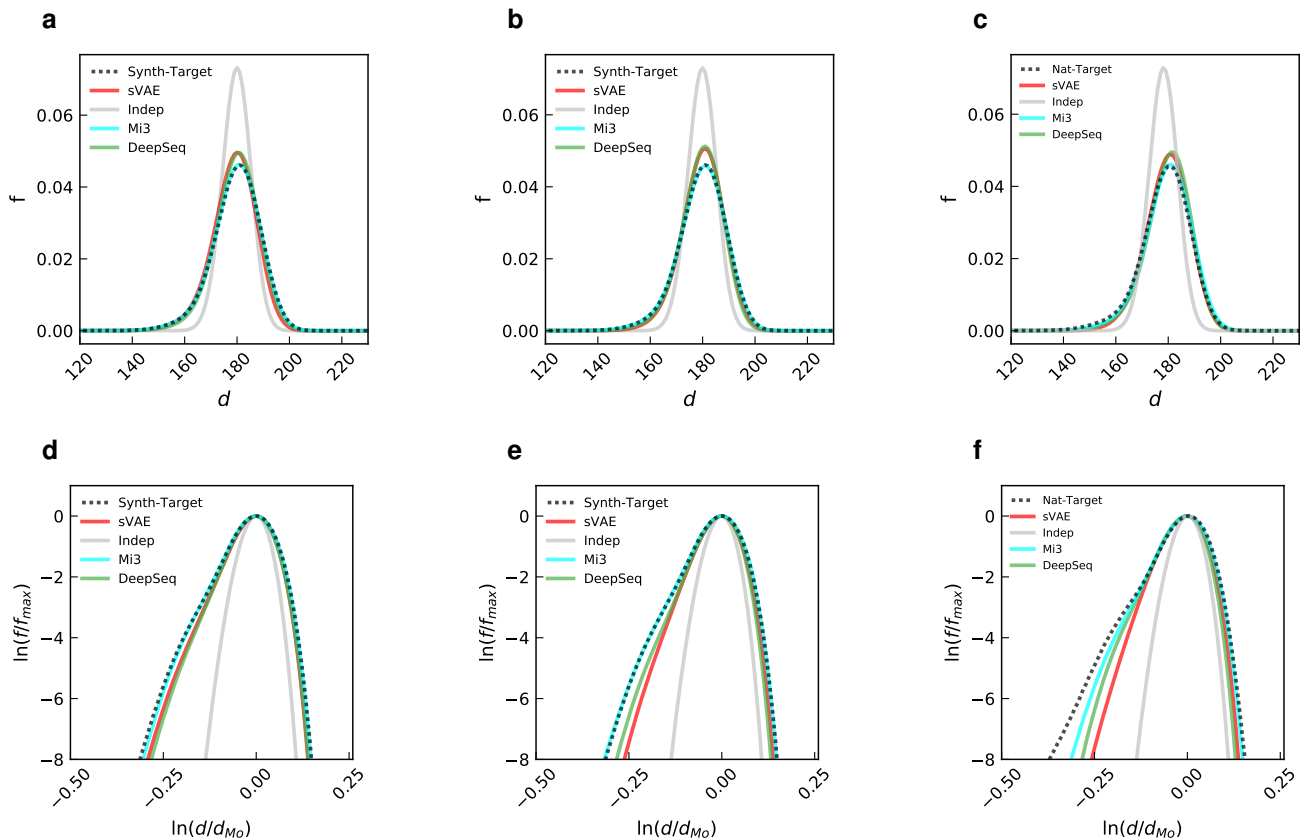 a
b
c
Synth-Target
sVAE
Indep
Mi3
DeepSeq
0.06
0.04
0.02
0.00
f
120
140
160
180
200
220
d
Synth-Target
sVAE
Indep
Mi3
DeepSeq
0.06
0.04
0.02
0.00
f
120
140
160
180
200
220
d
Nat-Target
sVAE
Indep
Mi3
DeepSeq
0.06
0.04
0.02
0.00
f
120
140
160
180
200
220
d
d
e
f
Synth-Target
sVAE
Indep
Mi3
DeepSeq
0
−2
−4
−6
−8
ln(f/f_max)
−0.50
−0.25
0.00
0.25
ln(d/d_Mo)
Synth-Target
sVAE
Indep
Mi3
DeepSeq
0
−2
−4
−6
−8
ln(f/f_max)
−0.50
−0.25
0.00
0.25
ln(d/d_Mo)
Nat-Target
sVAE
Indep
Mi3
DeepSeq
0
−2
−4
−6
−8
ln(f/f_max)
−0.50
−0.25
0.00
0.25
ln(d/d_Mo)